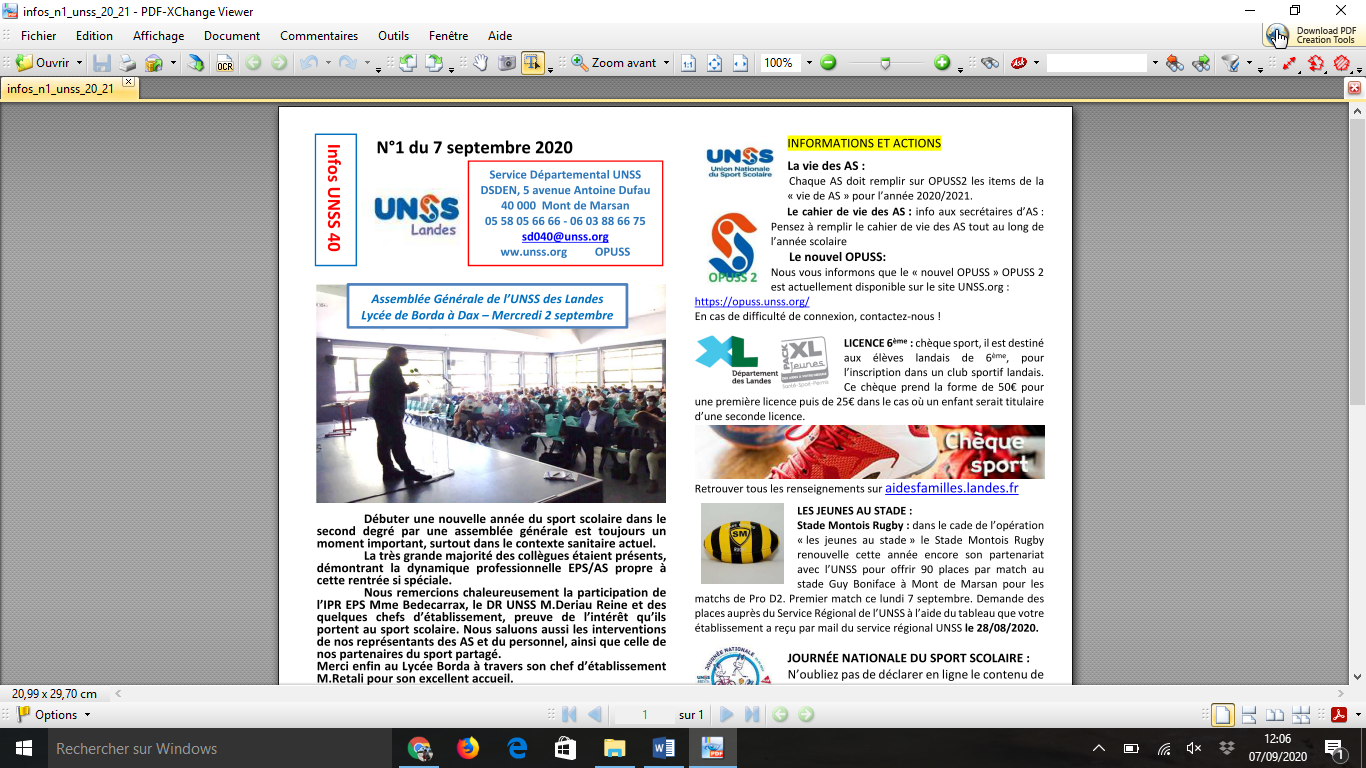 infos_n1_unss_20_21 - PDF-XChange Viewer
Fichier Edition Affichage Document Commentaires Outils Fenêtre Aide
Download PDF
Creation Tools
Ouvrir OCR Zoom avant 100%
infos_n1_unss_20_21
Infos UNSS 40
N°1 du 7 septembre 2020
UNSS
Landes
Service Départemental UNSS
DSDEN, 5 avenue Antoine Dufau
40 000 Mont de Marsan
05 58 05 66 66 - 06 03 88 66 75
sd040@unss.org
ww.unss.org OPUSS
Assemblée Générale de l'UNSS des Landes
Lycée de Borda à Dax – Mercredi 2 septembre
Débuter une nouvelle année du sport scolaire dans le
second degré par une assemblée générale est toujours un
moment important, surtout dans le contexte sanitaire actuel.
La très grande majorité des collègues étaient présents,
démontrant la dynamique professionnelle EPS/AS propre à
cette rentrée si spéciale.
Nous remercions chaleureusement la participation de
l'IPR EPS Mme Bedecarrax, le DR UNSS M.Deriau Reine et des
quelques chefs d'établissement, preuve de l'intérêt qu'ils
portent au sport scolaire. Nous saluons aussi les interventions
de nos représentants des AS et du personnel, ainsi que celle de
nos partenaires du sport partagé.
Merci enfin au Lycée Borda à travers son chef d'établissement
M.Retali pour son excellent accueil.
UNSS
Union Nationale
du Sport Scolaire
INFORMATIONS ET ACTIONS
La vie des AS :
Chaque AS doit remplir sur OPUSS2 les items de la
« vie de AS » pour l'année 2020/2021.
Le cahier de vie des AS : info aux secrétaires d'AS :
Pensez à remplir le cahier de vie des AS tout au long de
l'année scolaire
OPUSS 2
Le nouvel OPUSS:
Nous vous informons que le « nouvel OPUSS » OPUSS 2
est actuellement disponible sur le site UNSS.org :
https://opuss.unss.org/
En cas de difficulté de connexion, contactez-nous !
XL
Département
des Landes
PACK
XL
Jeunes
LICENCE 6ème : chèque sport, il est destiné
aux élèves landais de 6ème, pour
l'inscription dans un club sportif landais.
Ce chèque prend la forme de 50€ pour
une première licence puis de 25€ dans le cas où un enfant serait titulaire
d'une seconde licence.
Chèque
sport
Retrouver tous les renseignements sur aidesfamilles.landes.fr
SM
LES JEUNES AU STADE :
Stade Montois Rugby : dans le cade de l'opération
« les jeunes au stade » le Stade Montois Rugby
renouvelle cette année encore son partenariat
avec l'UNSS pour offrir 90 places par match au
stade Guy Boniface à Mont de Marsan pour les
matchs de Pro D2. Premier match ce lundi 7 septembre. Demande des
places auprès du Service Régional de l'UNSS à l'aide du tableau que votre
établissement a reçu par mail du service régional UNSS le 28/08/2020.
JOURNÉE NATIONALE
UNSS
JOURNÉE NATIONALE DU SPORT SCOLAIRE :
N'oubliez pas de déclarer en ligne le contenu de
20,99 x 29,70 cm
Options 1 sur 1
Rechercher sur Windows
12:06
07/09/2020
1